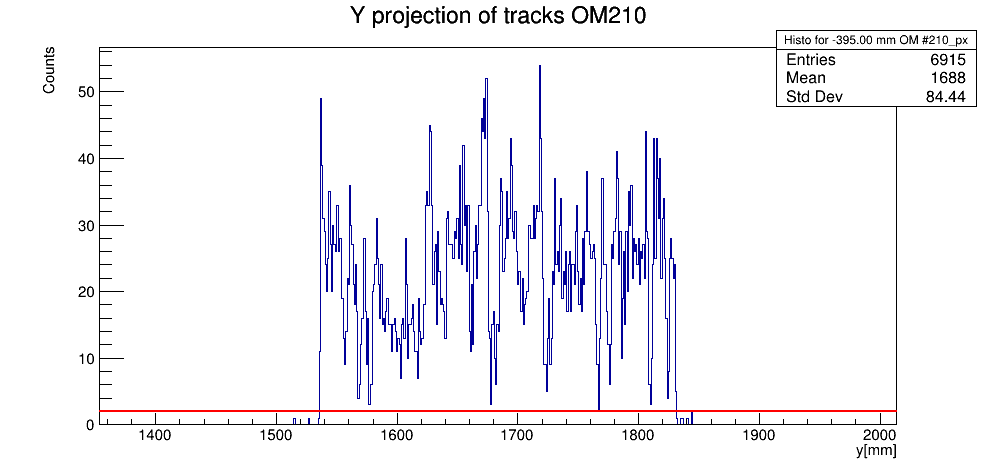 Y projection of tracks OM210
Histo for -395.00 mm OM #210_px
Entries 6915
Mean 1688
Std Dev 84.44
Counts
50
40
30
20
10
0
1400 1500 1600 1700 1800 1900 2000
y[mm]